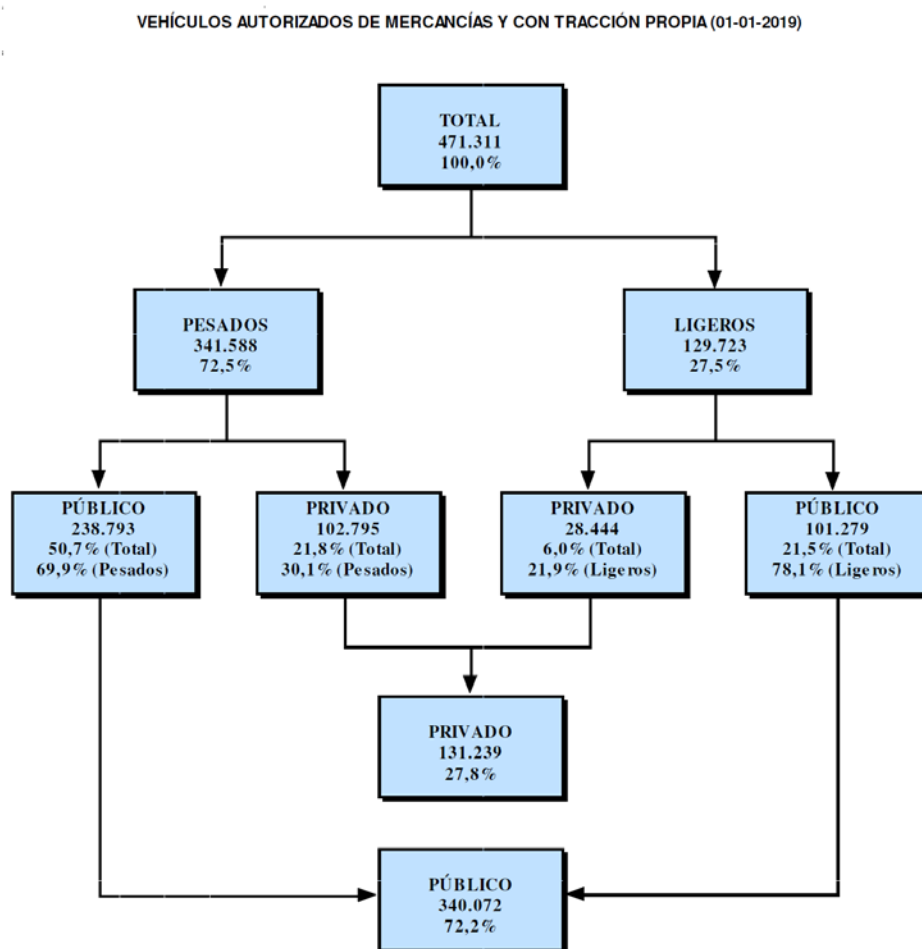 VEHÍCULOS AUTORIZADOS DE MERCANCÍAS Y CON TRACCIÓN PROPIA (01-01-2019)
TOTAL
471.311
100,0%
PESADOS
341.588
72,5%
LIGEROS
129.723
27,5%
PÚBLICO
238.793
50,7% (Total)
69,9% (Pesados)
PRIVADO
102.795
21,8% (Total)
30,1% (Pesados)
PRIVADO
28.444
6,0% (Total)
21,9% (Ligeros)
PÚBLICO
101.279
21,5% (Total)
78,1% (Ligeros)
PRIVADO
131.239
27,8%
PÚBLICO
340.072
72,2%